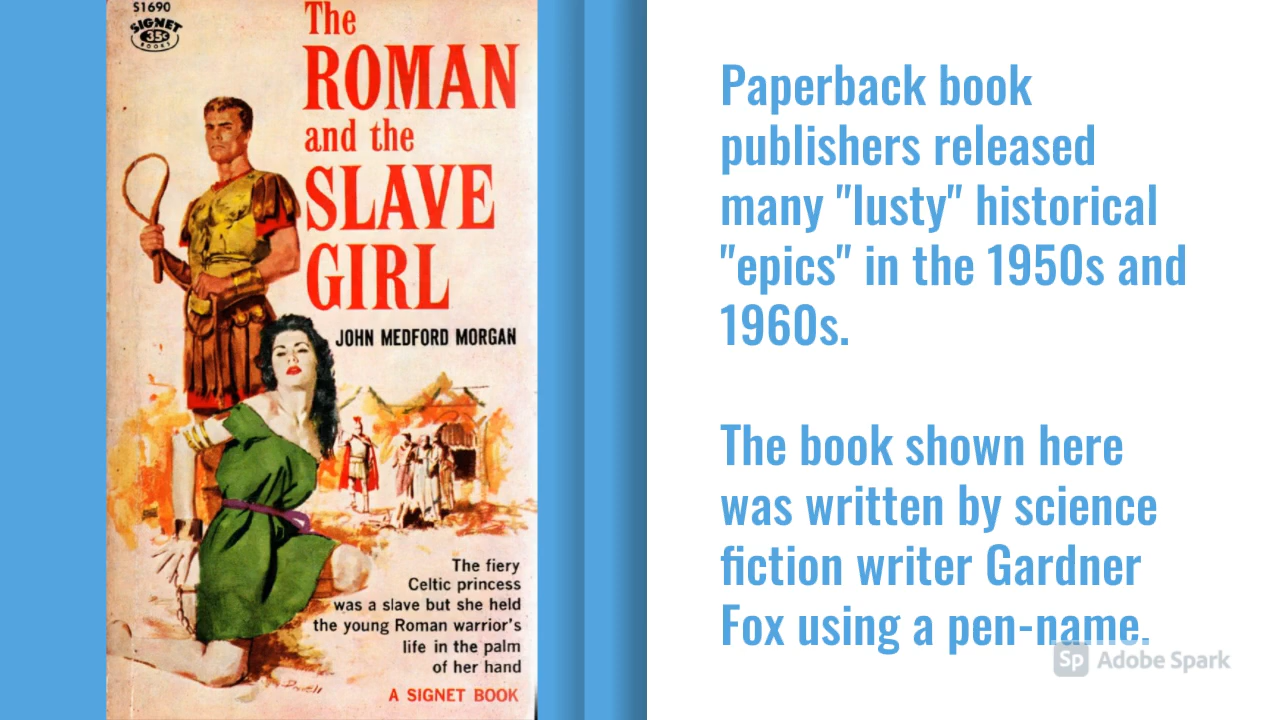 S1690
SIGNET
35¢
BOOKS
The
ROMAN
and the
SLAVE
GIRL
JOHN MEDFORD MORGAN
The fiery
Celtic princess
was a slave but she held
the young Roman warrior's
life in the palm
of her hand
A SIGNET BOOK
Paperback book
publishers released
many "lusty" historical
"epics" in the 1950s and
1960s.
The book shown here
was written by science
fiction writer Gardner
Fox using a pen-name.
Sp Adobe Spark